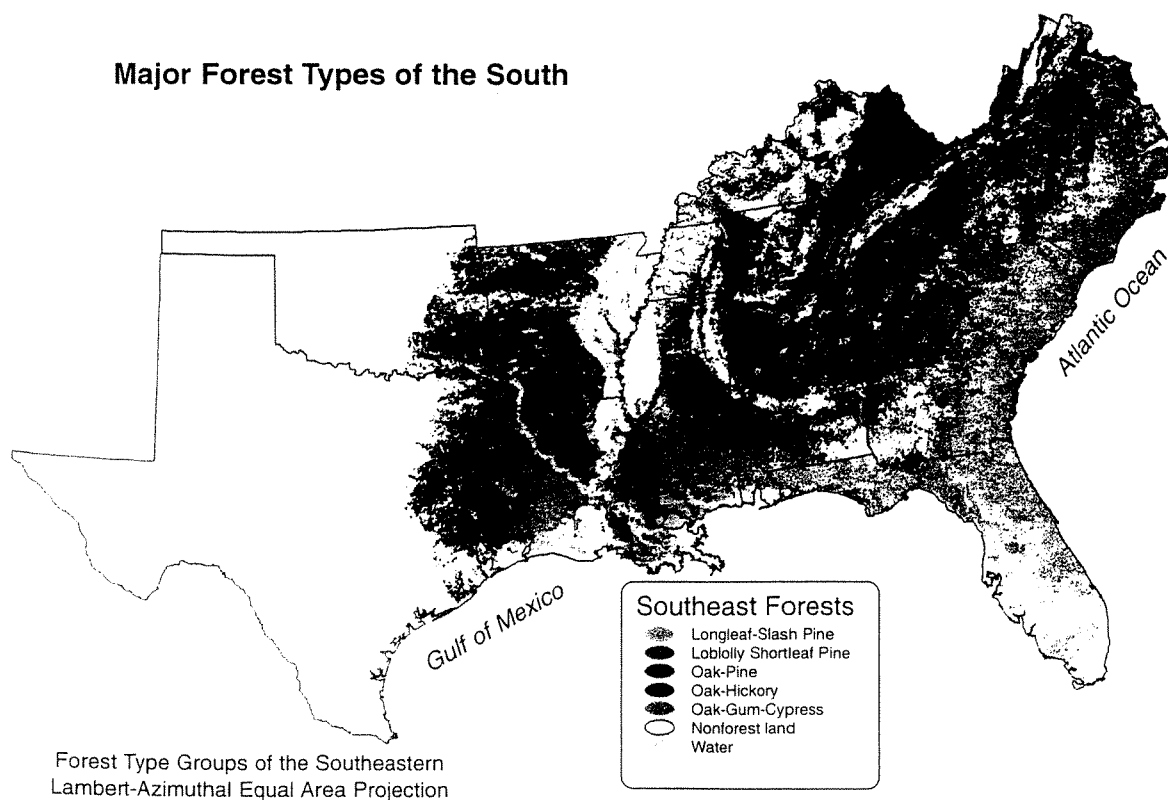 Major Forest Types of the South
Atlantic Ocean
Gulf of Mexico
Southeast Forests
Longleaf-Slash Pine
Loblolly Shortleaf Pine
Oak-Pine
Oak-Hickory
Oak-Gum-Cypress
Nonforest land
Water
Forest Type Groups of the Southeastern
Lambert-Azimuthal Equal Area Projection